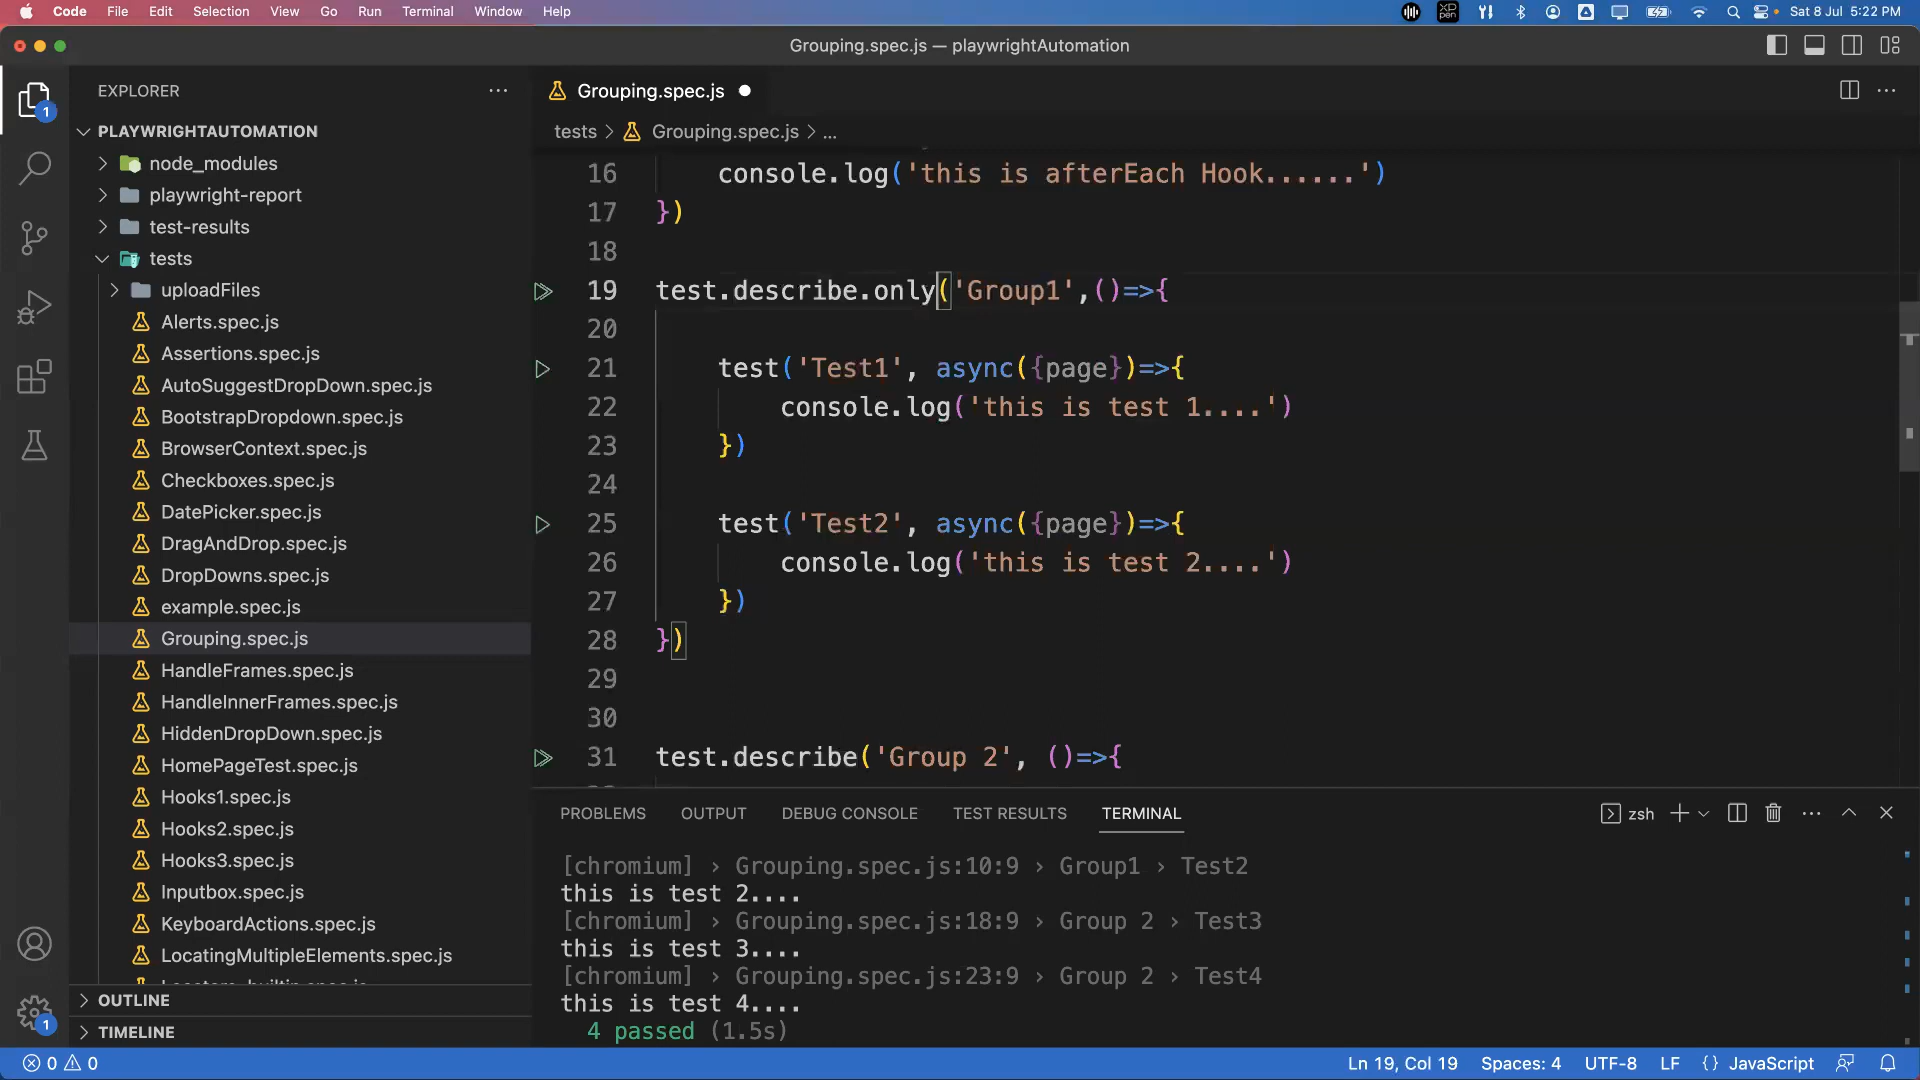 Code File Edit Selection View Go Run Terminal Window Help
XD pen
Sat 8 Jul 5:22 PM
Grouping.spec.js — playwrightAutomation
EXPLORER
PLAYWRIGHTAUTOMATION
node_modules
playwright-report
test-results
tests
uploadFiles
Alerts.spec.js
Assertions.spec.js
AutoSuggestDropDown.spec.js
BootstrapDropdown.spec.js
BrowserContext.spec.js
Checkboxes.spec.js
DatePicker.spec.js
DragAndDrop.spec.js
DropDowns.spec.js
example.spec.js
Grouping.spec.js
HandleFrames.spec.js
HandleInnerFrames.spec.js
HiddenDropDown.spec.js
HomePageTest.spec.js
Hooks1.spec.js
Hooks2.spec.js
Hooks3.spec.js
Inputbox.spec.js
KeyboardActions.spec.js
LocatingMultipleElements.spec.js
OUTLINE
TIMELINE
1
1
Grouping.spec.js
tests > Grouping.spec.js > ...
16 console.log('this is afterEach Hook......')
17 })
18
19 test.describe.only('Group1',()=>{
20
21 test('Test1', async({page})=>{
22 console.log('this is test 1....')
23 })
24
25 test('Test2', async({page})=>{
26 console.log('this is test 2....')
27 })
28 })
29
30
31 test.describe('Group 2', ()=>{
PROBLEMS OUTPUT DEBUG CONSOLE TEST RESULTS TERMINAL
zsh
[chromium] › Grouping.spec.js:10:9 › Group1 › Test2
this is test 2....
[chromium] › Grouping.spec.js:18:9 › Group 2 › Test3
this is test 3....
[chromium] › Grouping.spec.js:23:9 › Group 2 › Test4
this is test 4....
4 passed (1.5s)
0 0
Ln 19, Col 19 Spaces: 4 UTF-8 LF {} JavaScript